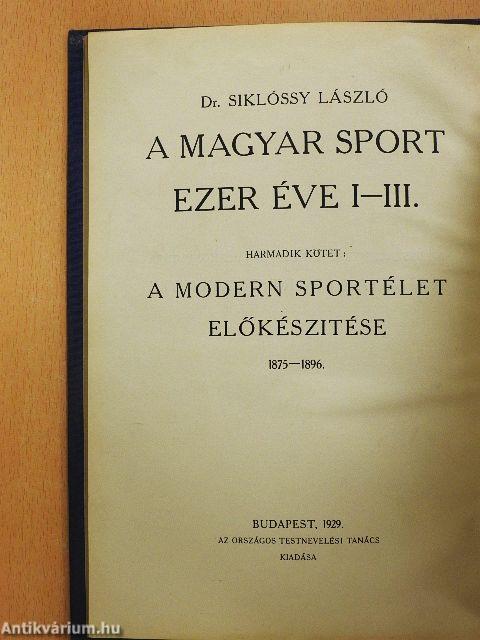 Dr. SIKLÓSSY LÁSZLÓ
A MAGYAR SPORT
EZER ÉVE I—III.
HARMADIK KÖTET:
A MODERN SPORTÉLET
ELŐKÉSZITÉSE
1875—1896.
BUDAPEST, 1929.
AZ ORSZÁGOS TESTNEVELÉSI TANÁCS
KIADÁSA
Antikvárium.hu